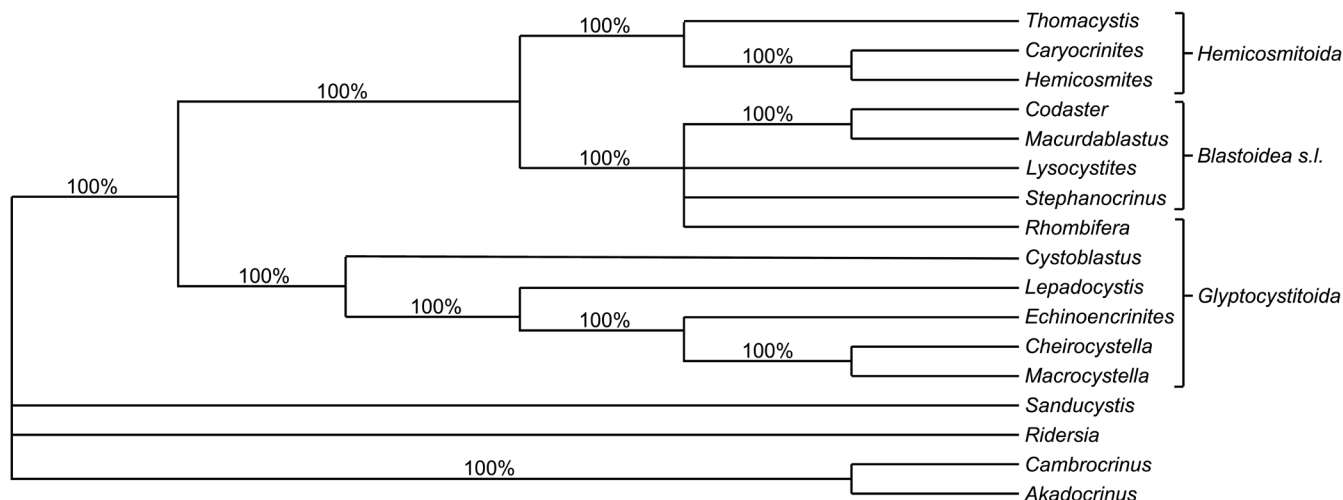 100%
Thomacystis
100%
Caryocrinites
Hemicosmites
Hemicosmitoida
100%
100%
Codaster
Macurdablastus
100%
Lysocystites
Stephanocrinus
Blastoidea s.l.
100%
Rhombifera
100%
Cystoblastus
100%
Lepadocystis
100%
Echinoencrinites
100%
Cheirocystella
Macrocystella
Glyptocystitoida
Sanducystis
Ridersia
100%
Cambrocrinus
Akadocrinus